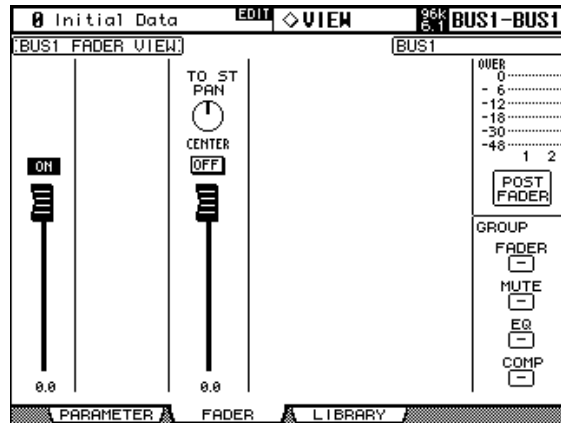 0 Initial Data EDIT ◇VIEW 96k 6.1 BUS1-BUS1
BUS1 FADER VIEW BUS1
TO ST
PAN
CENTER
ON
OFF
0.0
0.0
OVER
0
- 6
-12
-18
-30
-48
1 2
POST
FADER
GROUP
FADER
-
MUTE
-
EQ
-
COMP
-
PARAMETER FADER LIBRARY